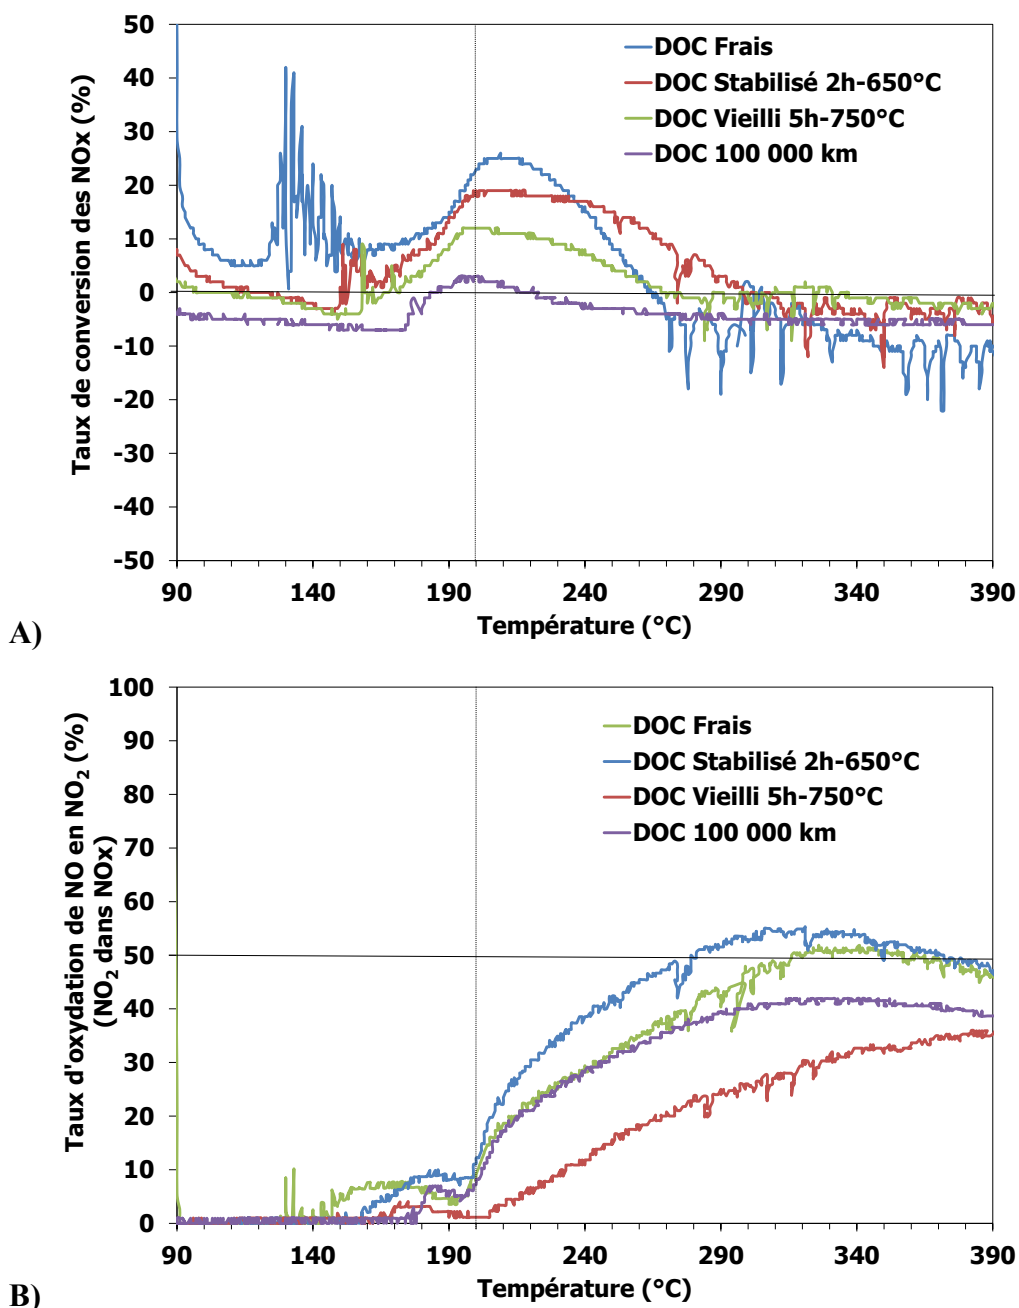 50
40
30
20
10
0
-10
-20
-30
-40
-50
Taux de conversion des NOx (%)
DOC Frais
DOC Stabilisé 2h-650°C
DOC Vieilli 5h-750°C
DOC 100 000 km
90 140 190 240 290 340 390
Température (°C)
A)
100
90
80
70
60
50
40
30
20
10
0
Taux d'oxydation de NO en NO₂ (%)
(NO₂ dans NOx)
DOC Frais
DOC Stabilisé 2h-650°C
DOC Vieilli 5h-750°C
DOC 100 000 km
90 140 190 240 290 340 390
Température (°C)
B)